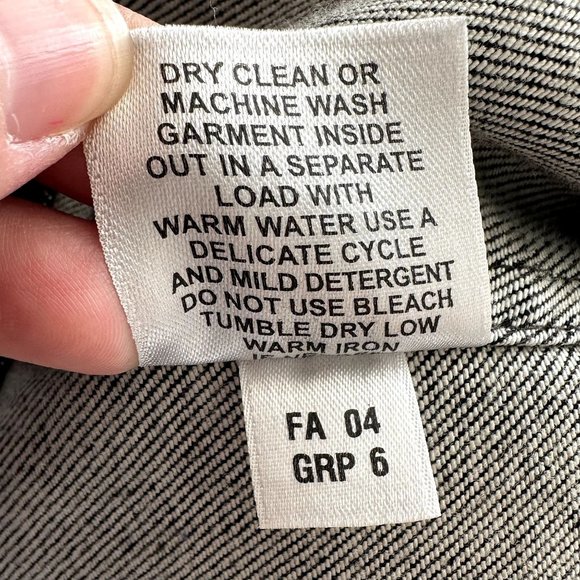 DRY CLEAN OR
MACHINE WASH
GARMENT INSIDE
OUT IN A SEPARATE
LOAD WITH
WARM WATER USE A
DELICATE CYCLE
AND MILD DETERGENT
DO NOT USE BLEACH
TUMBLE DRY LOW
WARM IRON
FA 04
GRP 6